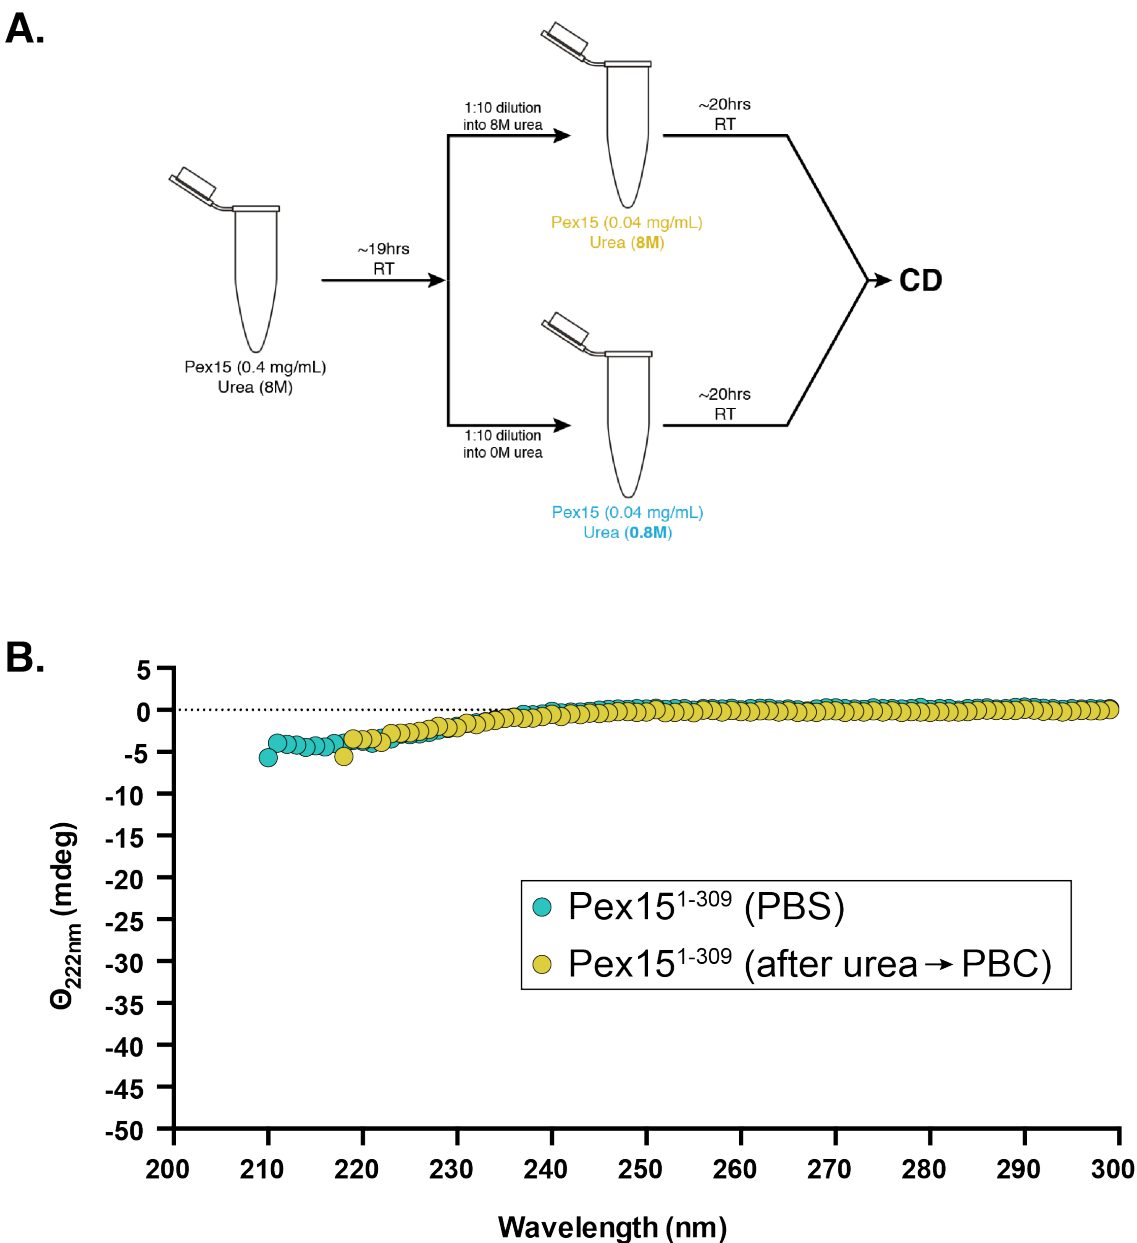 A.
1:10 dilution
into 8M urea
~20hrs
RT
Pex15 (0.04 mg/mL)
Urea (8M)
~19hrs
RT
CD
Pex15 (0.4 mg/mL)
Urea (8M)
1:10 dilution
into 0M urea
~20hrs
RT
Pex15 (0.04 mg/mL)
Urea (0.8M)
B.
5
0
-5
-10
-15
-20
-25
-30
-35
-40
-45
-50
Θ222nm (mdeg)
Pex15¹⁻³⁰⁹ (PBS)
Pex15¹⁻³⁰⁹ (after urea → PBC)
200 210 220 230 240 250 260 270 280 290 300
Wavelength (nm)